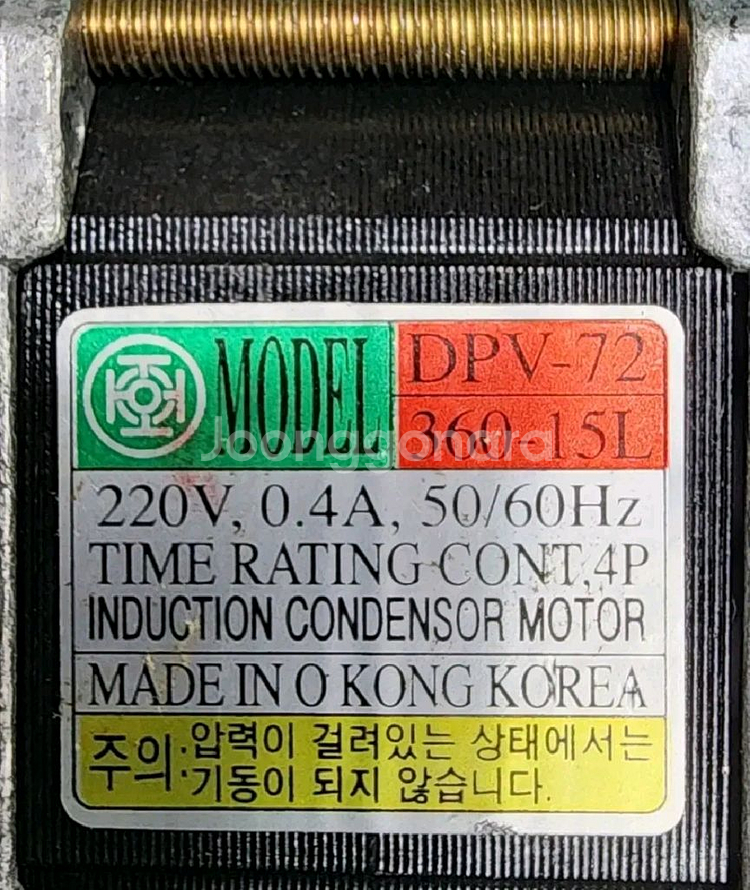 MODEL DPV-72
360-15L
Joonggonara
220V, 0.4A, 50/60Hz
TIME RATING CONT,4P
INDUCTION CONDENSOR MOTOR
MADE IN O KONG KOREA
주의:압력이 걸려있는 상태에서는
기동이 되지 않습니다.